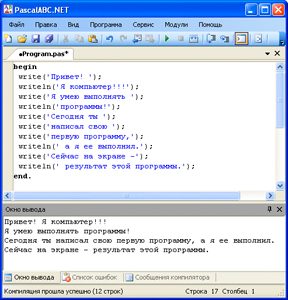 PascalABC.NET
Файл Правка Вид Программа Сервис Модули Помощь
•Program.pas*
begin
write('Привет! ');
writeln('Я компьютер!!!');
write('Я умею выполнять ');
writeln('программы!');
write('Сегодня ты ');
write('написал свою ');
write('первую программу,');
writeln(' а я ее выполнил.');
write('Сейчас на экране -');
writeln(' результат этой программы.');
end.
Окно вывода
Привет! Я компьютер!!!
Я умею выполнять программы!
Сегодня ты написал свою первую программу, а я ее выполнил.
Сейчас на экране - результат этой программы.
Окно вывода Список ошибок Сообщения компилятора
Компиляция прошла успешно (12 строк) Строка 17 Столбец 1